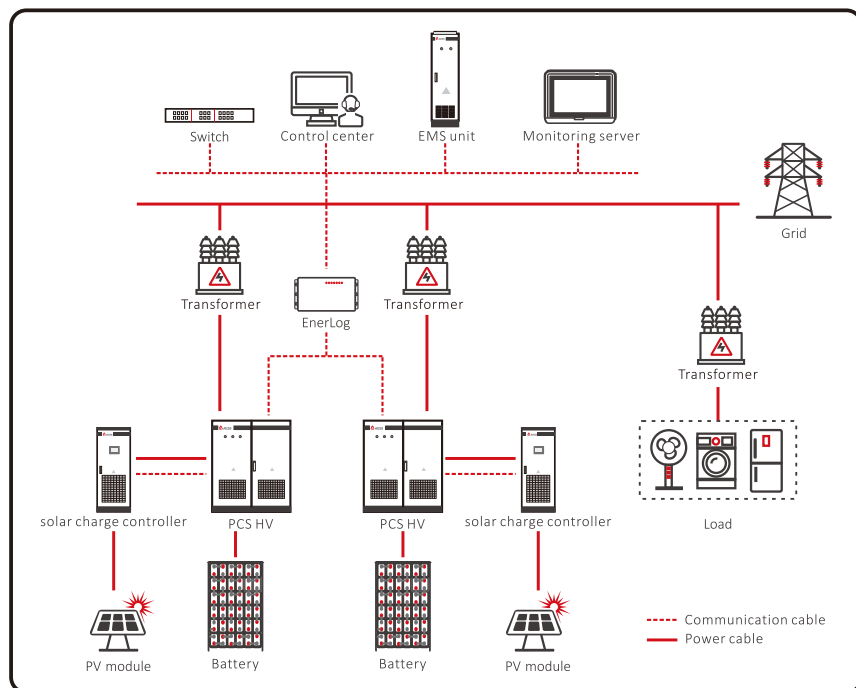 Switch
Control center
EMS unit
Monitoring server
Grid
Transformer
EnerLog
Transformer
Transformer
solar charge controller
PCS HV
PCS HV
solar charge controller
Load
PV module
Battery
Battery
PV module
Communication cable
Power cable